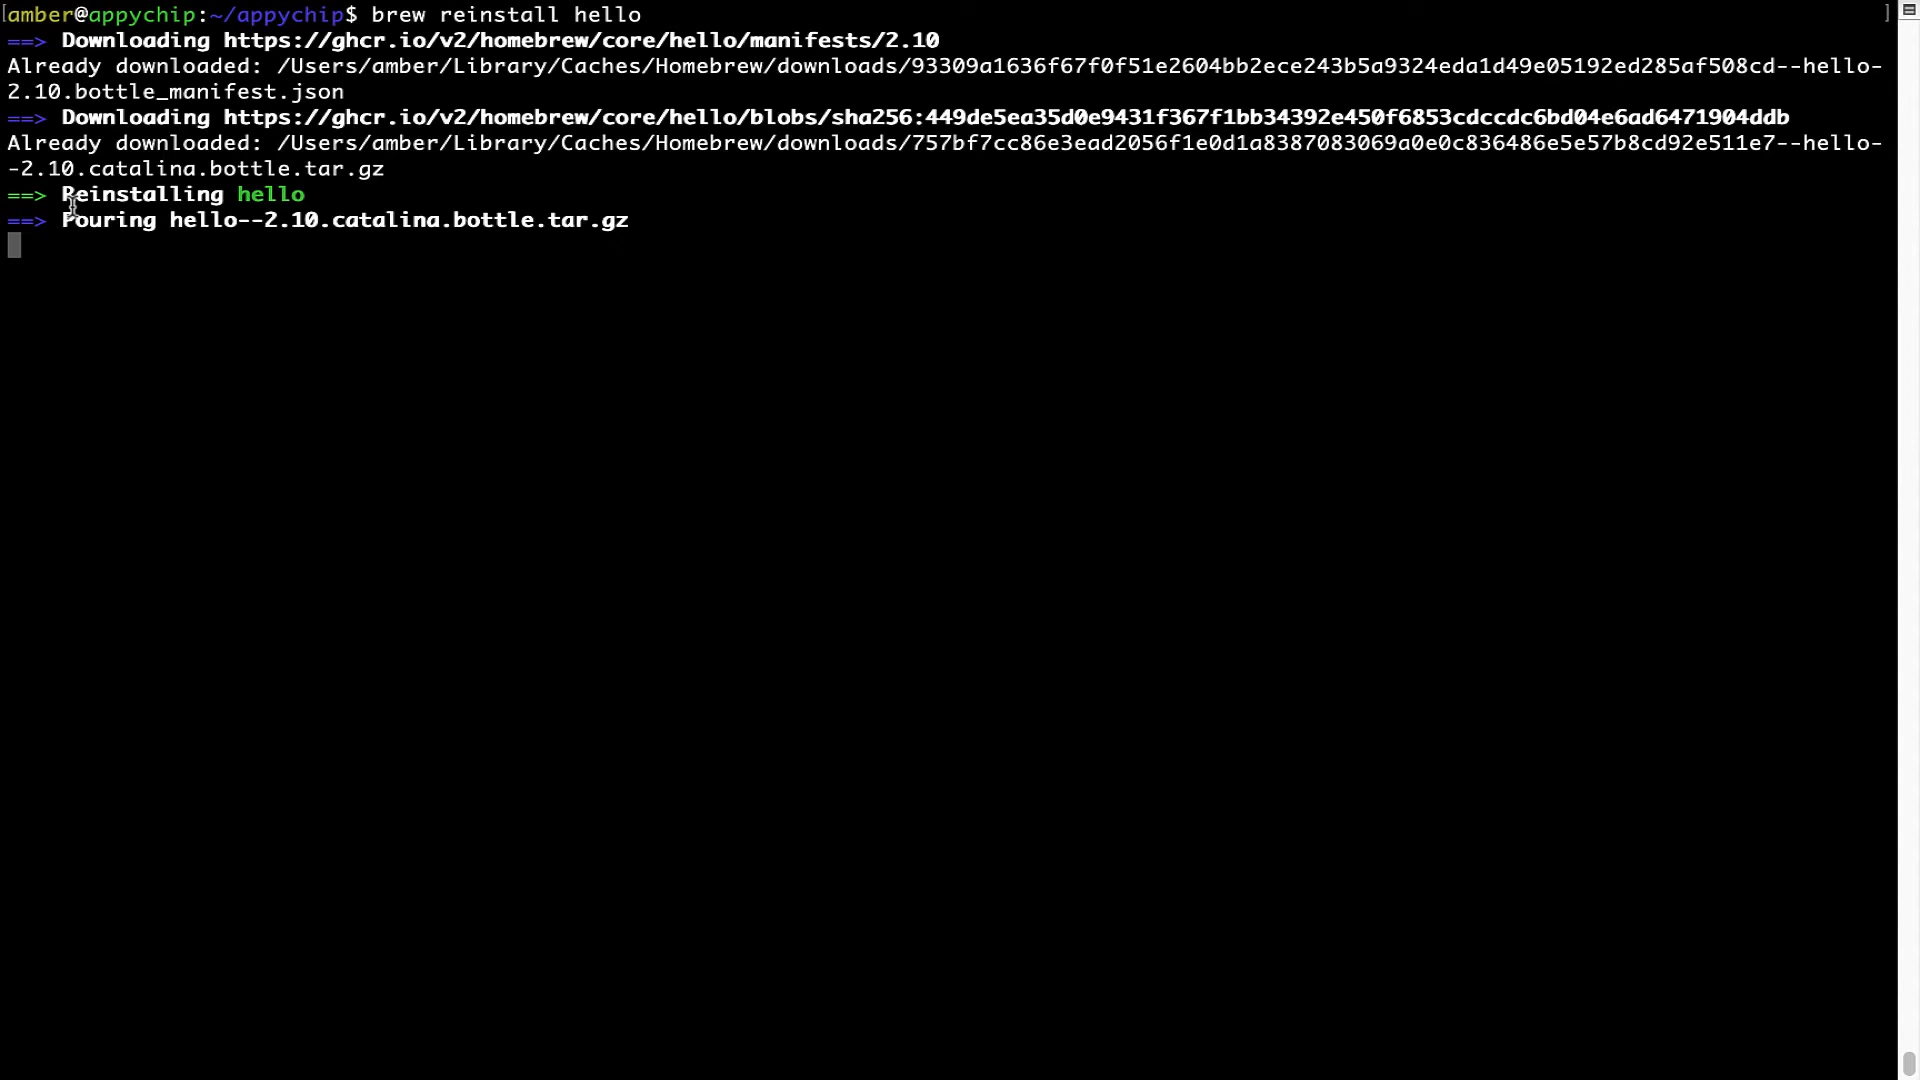 [amber@appychip:~/appychip$ brew reinstall hello ]
==> Downloading https://ghcr.io/v2/homebrew/core/hello/manifests/2.10
Already downloaded: /Users/amber/Library/Caches/Homebrew/downloads/93309a1636f67f0f51e2604bb2ece243b5a9324eda1d49e05192ed285af508cd--hello-
2.10.bottle_manifest.json
==> Downloading https://ghcr.io/v2/homebrew/core/hello/blobs/sha256:449de5ea35d0e9431f367f1bb34392e450f6853cdccdc6bd04e6ad6471904ddb
Already downloaded: /Users/amber/Library/Caches/Homebrew/downloads/757bf7cc86e3ead2056f1e0d1a8387083069a0e0c836486e5e57b8cd92e511e7--hello-
-2.10.catalina.bottle.tar.gz
==> Reinstalling hello
==> Pouring hello--2.10.catalina.bottle.tar.gz